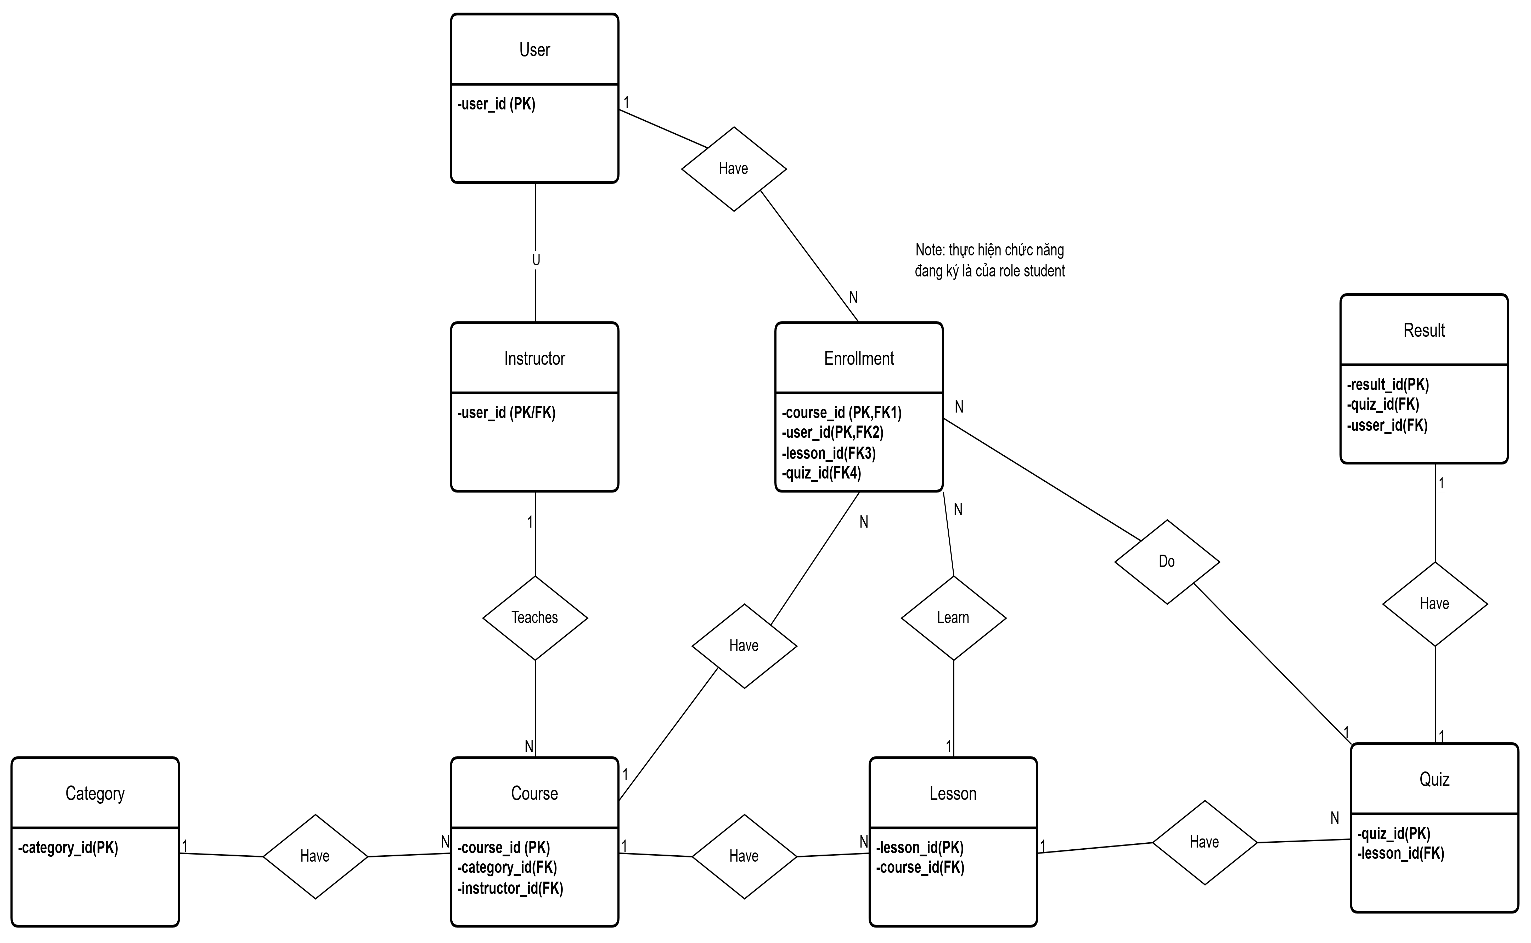 User
-user_id (PK)
1
Have
N
U
Note: thực hiện chức năng
đang ký là của role student
Instructor
-user_id (PK/FK)
Enrollment
-course_id (PK,FK1)
-user_id(PK,FK2)
-lesson_id(FK3)
-quiz_id(FK4)
Result
-result_id(PK)
-quiz_id(FK)
-usser_id(FK)
N
1
N
N
1
Do
Teaches
Have
Learn
Have
N
1
1
1
1
Category
-category_id(PK)
1
Have
N
Course
-course_id (PK)
-category_id(FK)
-instructor_id(FK)
1
Have
N
Lesson
-lesson_id(PK)
-course_id(FK)
1
Have
N
Quiz
-quiz_id(PK)
-lesson_id(FK)